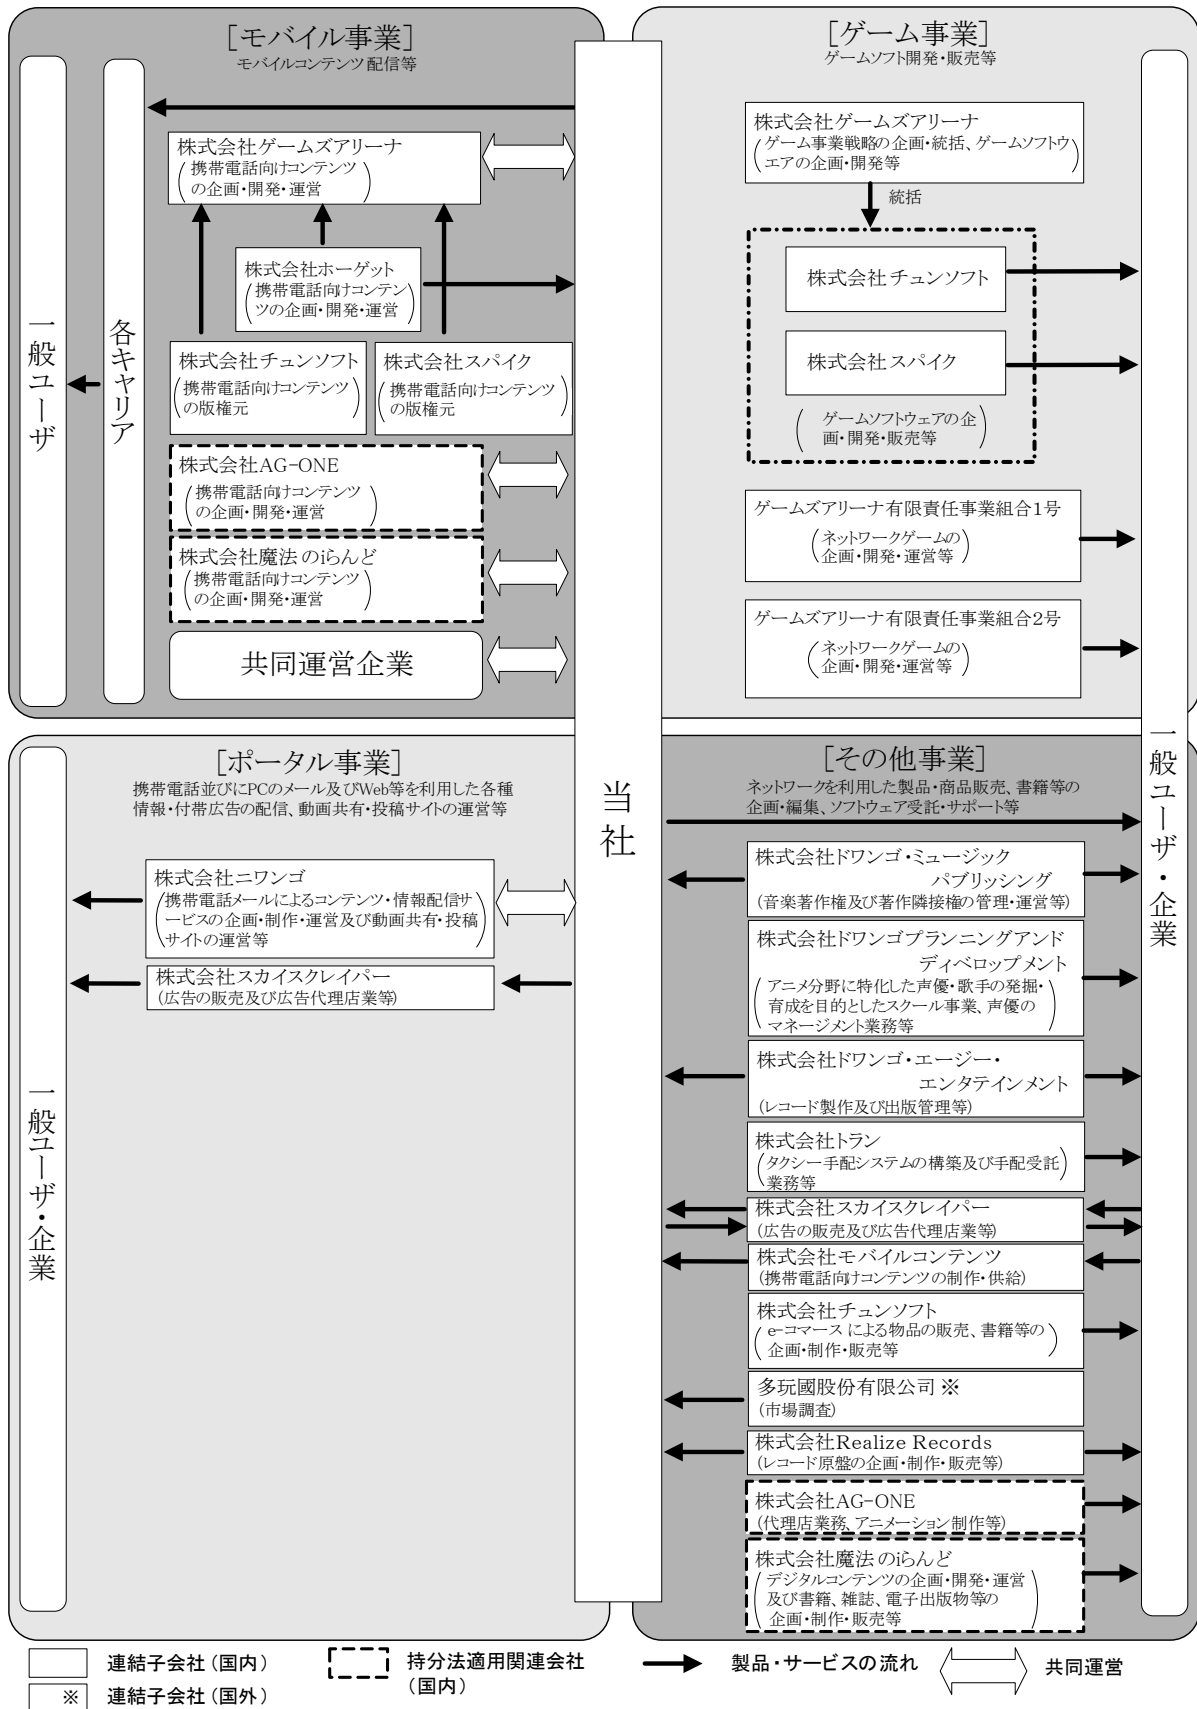 [モバイル事業]
モバイルコンテンツ配信等
一般ユーザ
各キャリア
株式会社ゲームズアリーナ
(携帯電話向けコンテンツ
の企画・開発・運営)
株式会社ホーゲット
(携帯電話向けコンテン
ツの企画・開発・運営)
株式会社チュンソフト
(携帯電話向けコンテンツ
の版権元)
株式会社スパイク
(携帯電話向けコンテンツ
の版権元)
株式会社AG-ONE
(携帯電話向けコンテンツ
の企画・開発・運営)
株式会社魔法のiらんど
(携帯電話向けコンテンツ
の企画・開発・運営)
共同運営企業
[ゲーム事業]
ゲームソフト開発・販売等
株式会社ゲームズアリーナ
(ゲーム事業戦略の企画・統括、ゲームソフトウ
エアの企画・開発等)
統括
株式会社チュンソフト
株式会社スパイク
(ゲームソフトウェアの企
画・開発・販売等)
ゲームズアリーナ有限責任事業組合1号
(ネットワークゲームの
企画・開発・運営等)
ゲームズアリーナ有限責任事業組合2号
(ネットワークゲームの
企画・開発・運営等)
一般ユーザ・企業
当社
[ポータル事業]
携帯電話並びにPCのメール及びWeb等を利用した各種
情報・付帯広告の配信、動画共有・投稿サイトの運営等
株式会社ニワンゴ
(携帯電話メールによるコンテンツ・情報配信サ
ービスの企画・制作・運営及び動画共有・投稿
サイトの運営等)
株式会社スカイスクレイパー
(広告の販売及び広告代理店業等)
一般ユーザ・企業
[その他事業]
ネットワークを利用した製品・商品販売、書籍等の
企画・編集、ソフトウェア受託・サポート等
株式会社ドワンゴ・ミュージック
パブリッシング
(音楽著作権及び著作隣接権の管理・運営等)
株式会社ドワンゴプランニングアンド
ディベロップメント
(アニメ分野に特化した声優・歌手の発掘・
育成を目的としたスクール事業、声優の
マネージメント業務等)
株式会社ドワンゴ・エージー・
エンタテインメント
(レコード製作及び出版管理等)
株式会社トラン
(タクシー手配システムの構築及び手配受託
業務等)
株式会社スカイスクレイパー
(広告の販売及び広告代理店業等)
株式会社モバイルコンテンツ
(携帯電話向けコンテンツの制作・供給)
株式会社チュンソフト
(e-コマースによる物品の販売、書籍等の
企画・制作・販売等)
多玩國股份有限公司※
(市場調査)
株式会社Realize Records
(レコード原盤の企画・制作・販売等)
株式会社AG-ONE
(代理店業務、アニメーション制作等)
株式会社魔法のiらんど
(デジタルコンテンツの企画・開発・運営
及び書籍、雑誌、電子出版物等の
企画・制作・販売等)
連結子会社(国内)
持分法適用関連会社
(国内)
製品・サービスの流れ
共同運営
※ 連結子会社(国外)